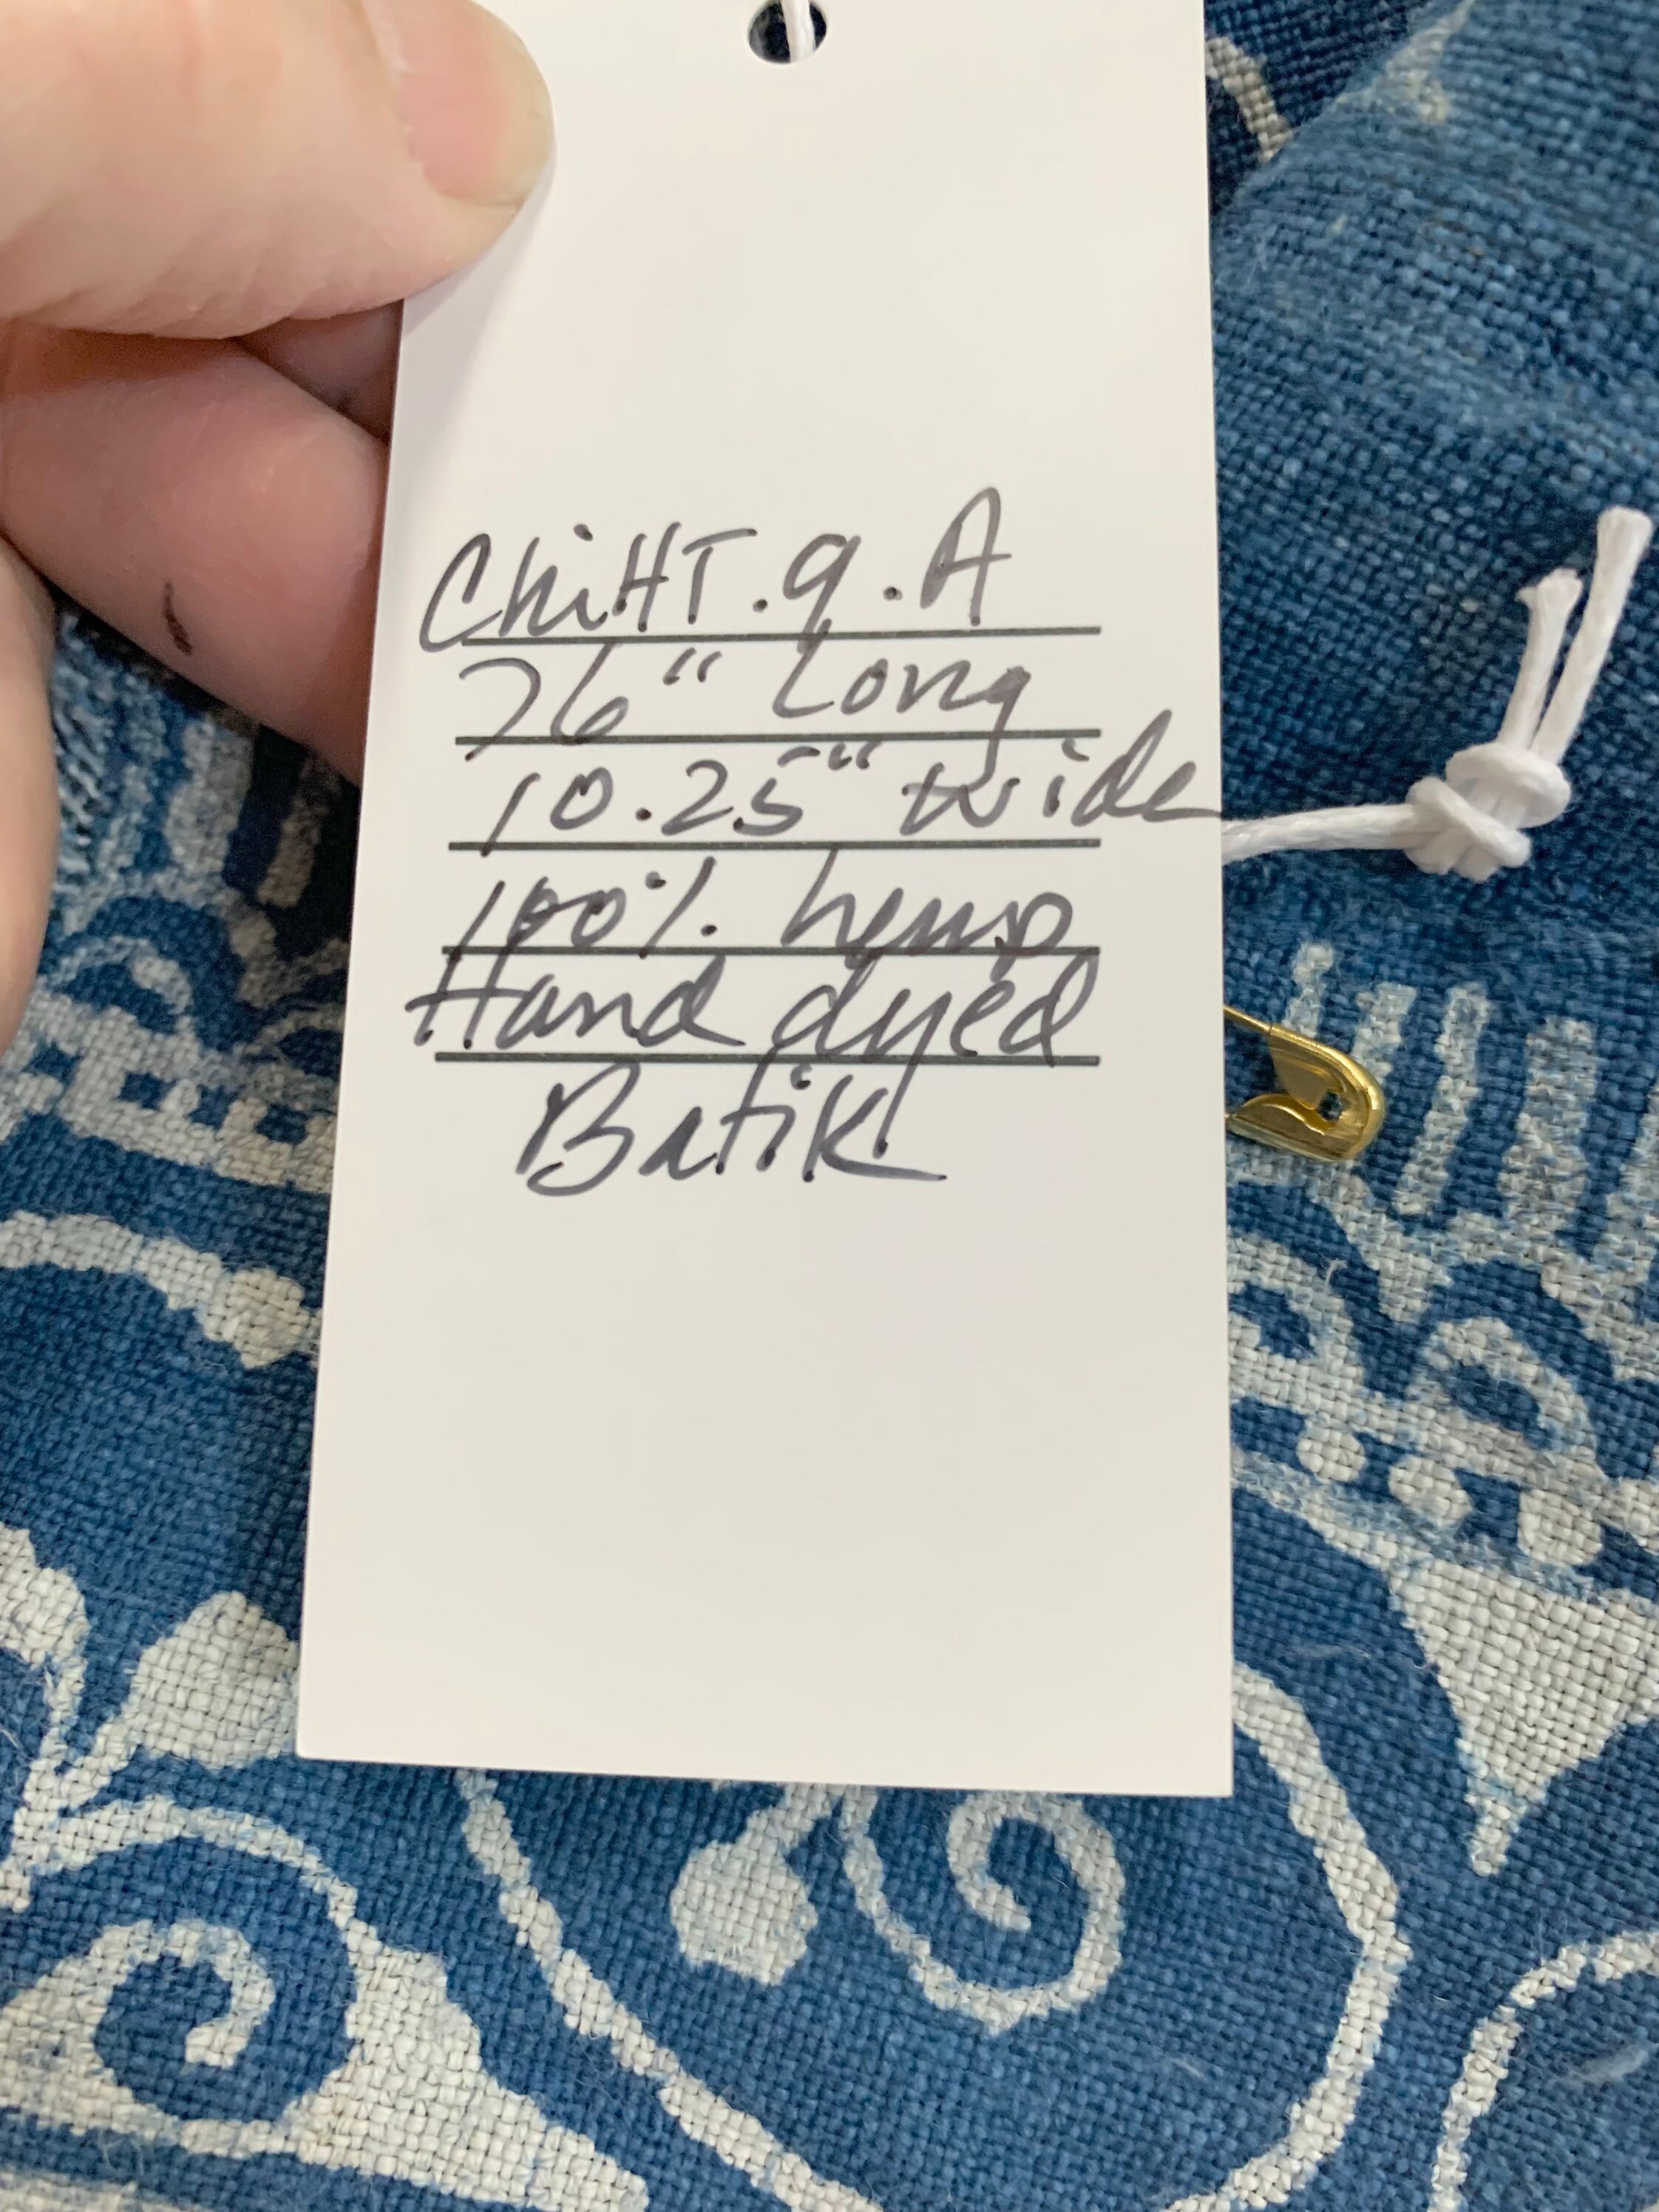 ChiHT.9.A
76" Long
10.25" wide
100% hemp
Hand dyed
Batik